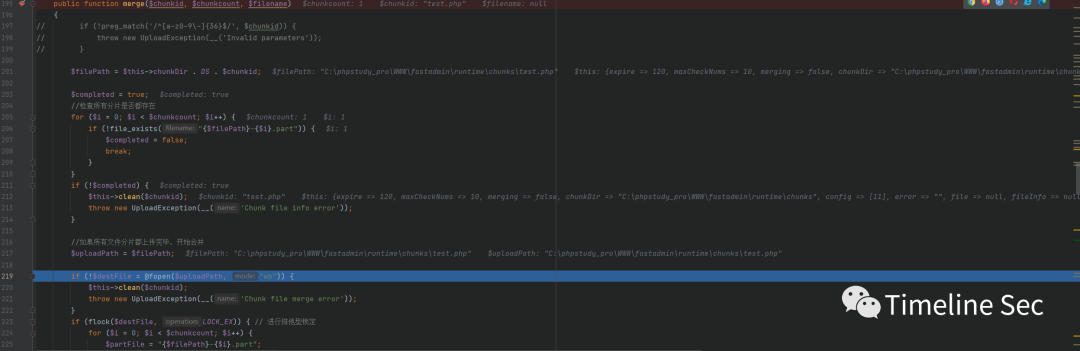 195 public function merge($chunkid, $chunkcount, $filename) $chunkcount: 1 $chunkid: "test.php" $filename: null
196 {
197 // if (!preg_match('/^[a-z0-9\-]{36}$/', $chunkid)) {
198 // throw new UploadException(__('Invalid parameters'));
199 // }
200
201 $filePath = $this->chunkDir . DS . $chunkid; $filePath: "C:\phpstudy_pro\WWW\fastadmin\runtime\chunks\test.php" $this: {expire => 120, maxCheckNums => 10, merging => false, chunkDir => "C:\phpstudy_pro\WWW\fastadmin\runtime\chunk
202
203 $completed = true; $completed: true
204 //检查所有分片是否都存在
205 for ($i = 0; $i < $chunkcount; $i++) { $chunkcount: 1 $i: 1
206 if (!file_exists( filename: "{$filePath}-{$i}.part")) { $i: 1
207 $completed = false;
208 break;
209 }
210 }
211 if (!$completed) { $completed: true
212 $this->clean($chunkid); $chunkid: "test.php" $this: {expire => 120, maxCheckNums => 10, merging => false, chunkDir => "C:\phpstudy_pro\WWW\fastadmin\runtime\chunks", config => [11], error => "", file => null, fileInfo => null
213 throw new UploadException(__( name: 'Chunk file info error'));
214 }
215
216 //如果所有文件分片都上传完毕，开始合并
217 $uploadPath = $filePath; $filePath: "C:\phpstudy_pro\WWW\fastadmin\runtime\chunks\test.php" $uploadPath: "C:\phpstudy_pro\WWW\fastadmin\runtime\chunks\test.php"
218
219 if (!$destFile = @fopen($uploadPath, mode: "wb")) {
220 $this->clean($chunkid);
221 throw new UploadException(__( name: 'Chunk file merge error'));
222 }
223 if (flock($destFile, operation: LOCK_EX)) { // 进行排他型锁定
224 for ($i = 0; $i < $chunkcount; $i++) {
225 $partFile = "{$filePath}-{$i}.part";
Timeline Sec